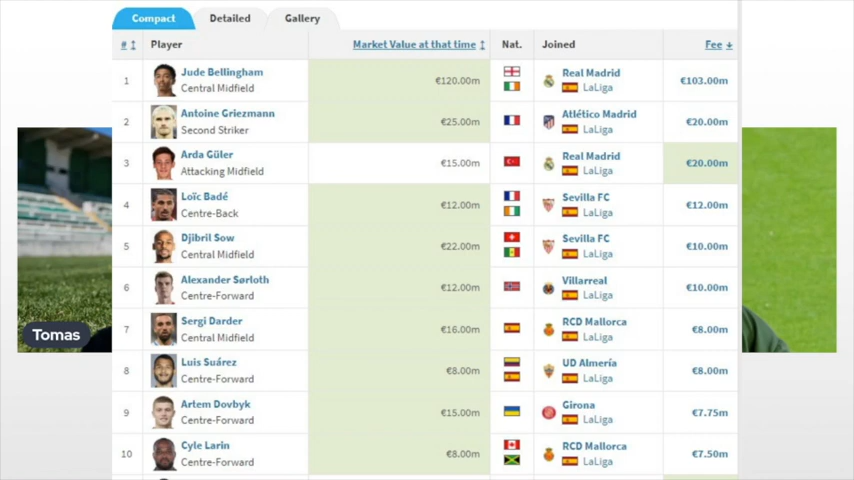 Compact Detailed Gallery
# Player Market Value at that time Nat. Joined Fee
1 Jude Bellingham €120.00m Real Madrid €103.00m
Central Midfield LaLiga
2 Antoine Griezmann €25.00m Atlético Madrid €20.00m
Second Striker LaLiga
3 Arda Güler €15.00m Real Madrid €20.00m
Attacking Midfield LaLiga
4 Loïc Badé €12.00m Sevilla FC €12.00m
Centre-Back LaLiga
5 Djibril Sow €22.00m Sevilla FC €10.00m
Central Midfield LaLiga
6 Alexander Sørloth €12.00m Villarreal €10.00m
Centre-Forward LaLiga
7 Sergi Darder €16.00m RCD Mallorca €8.00m
Central Midfield LaLiga
8 Luis Suárez €8.00m UD Almería €8.00m
Centre-Forward LaLiga
9 Artem Dovbyk €15.00m Girona €7.75m
Centre-Forward LaLiga
10 Cyle Larin €8.00m RCD Mallorca €7.50m
Centre-Forward LaLiga
Tomas